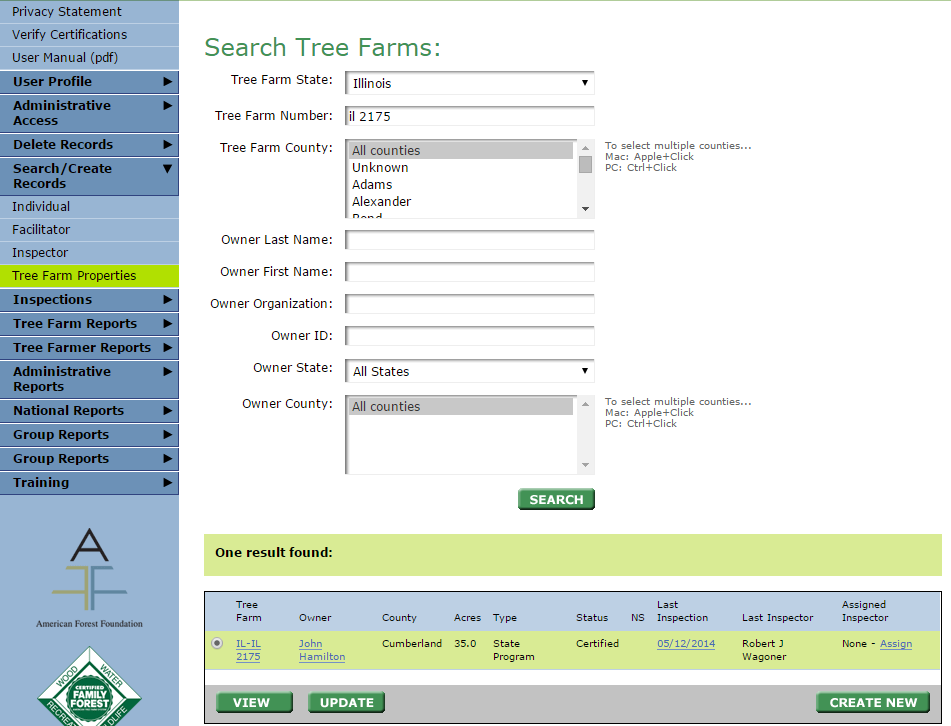 Privacy Statement
Verify Certifications
User Manual (pdf)
User Profile
Administrative
Access
Delete Records
Search/Create
Records
Individual
Facilitator
Inspector
Tree Farm Properties
Inspections
Tree Farm Reports
Tree Farmer Reports
Administrative
Reports
National Reports
Group Reports
Group Reports
Training
American Forest Foundation
WOOD
WATER
CERTIFIED
FAMILY
FOREST
Search Tree Farms:
Tree Farm State: Illinois
Tree Farm Number: il 2175
Tree Farm County: All counties
Unknown
Adams
Alexander
Bond
To select multiple counties...
Mac: Apple+Click
PC: Ctrl+Click
Owner Last Name:
Owner First Name:
Owner Organization:
Owner ID:
Owner State: All States
Owner County: All counties
To select multiple counties...
Mac: Apple+Click
PC: Ctrl+Click
SEARCH
One result found:
Tree Farm Owner County Acres Type Status NS Last Inspection Last Inspector Assigned Inspector
IL-IL 2175 John Hamilton Cumberland 35.0 State Program Certified 05/12/2014 Robert J Wagoner None - Assign
VIEW UPDATE CREATE NEW